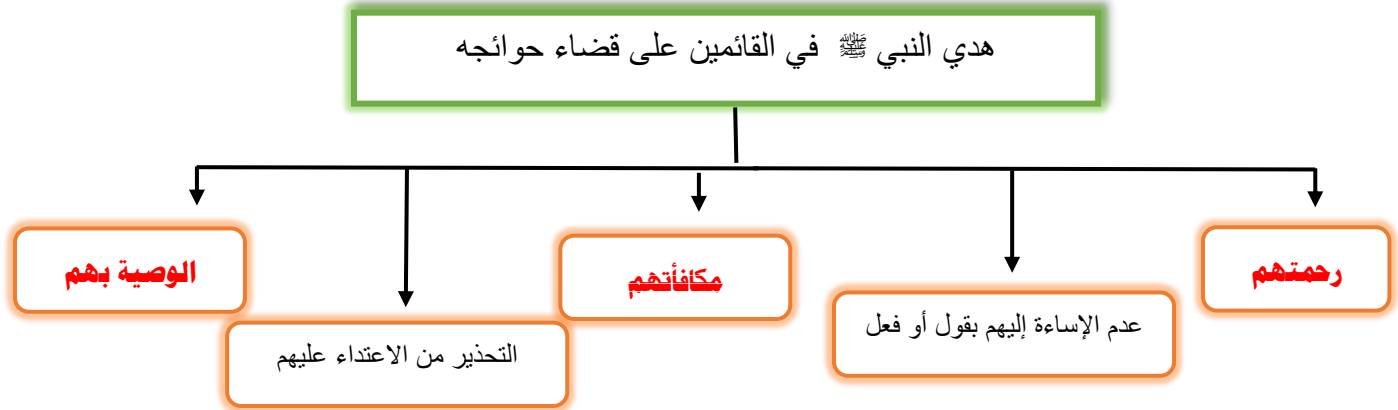 هدي النبي ﷺ في القائمين على قضاء حوائجه
رحمتهم
عدم الإساءة إليهم بقول أو فعل
مكافأتهم
التحذير من الاعتداء عليهم
الوصية بهم